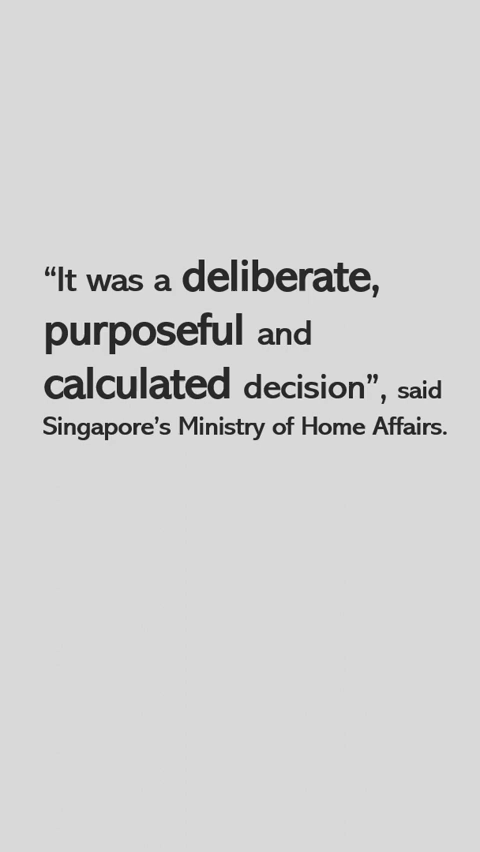 “It was a deliberate,
purposeful and
calculated decision”, said
Singapore’s Ministry of Home Affairs.